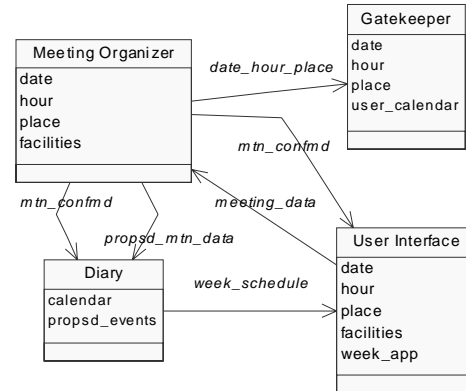 Gatekeeper
date
hour
place
user_calendar
Meeting Organizer
date
hour
place
facilities
date_hour_place
mtn_confmd
mtn_confmd
meeting_data
propsd_mtn_data
User Interface
date
hour
place
facilities
week_app
Diary
calendar
propsd_events
week_schedule